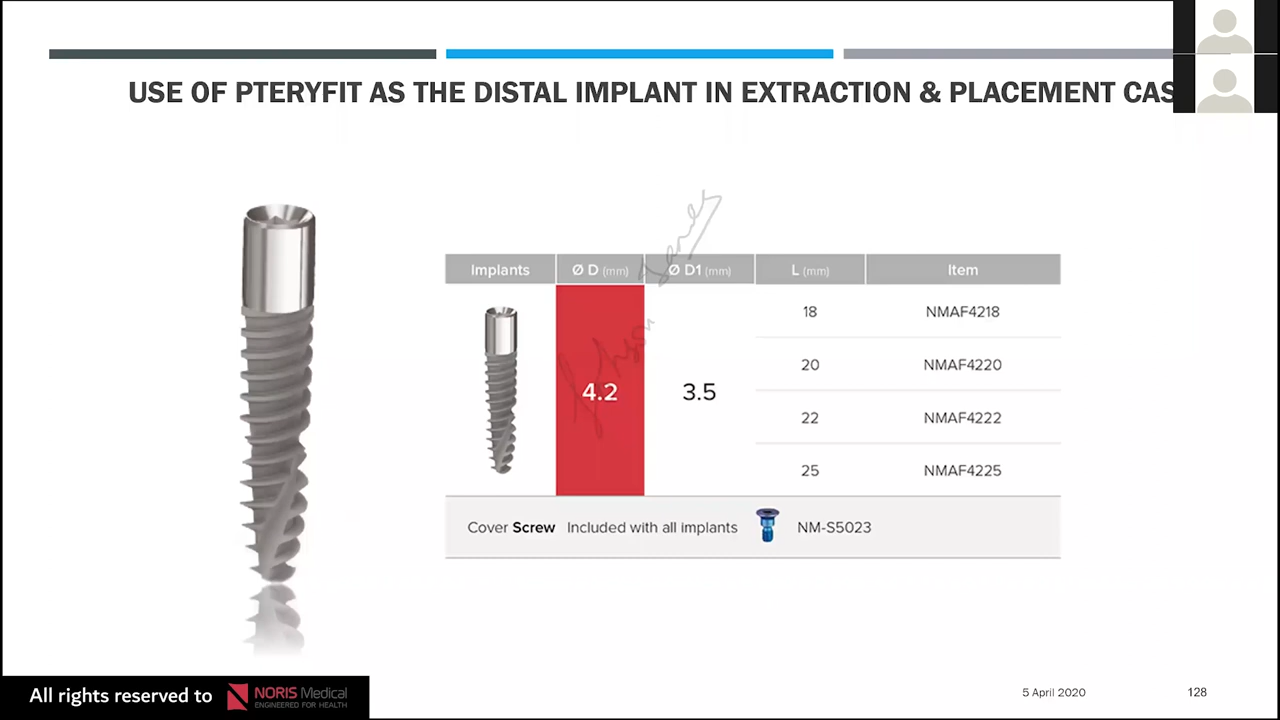 USE OF PTERYFIT AS THE DISTAL IMPLANT IN EXTRACTION & PLACEMENT CAS
Implants Ø D (mm) Ø D1 (mm) L (mm) Item
4.2 3.5
18 NMAF4218
20 NMAF4220
22 NMAF4222
25 NMAF4225
Cover Screw Included with all implants NM-S5023
All rights reserved to NORIS Medical
ENGINEERED FOR HEALTH
5 April 2020 128